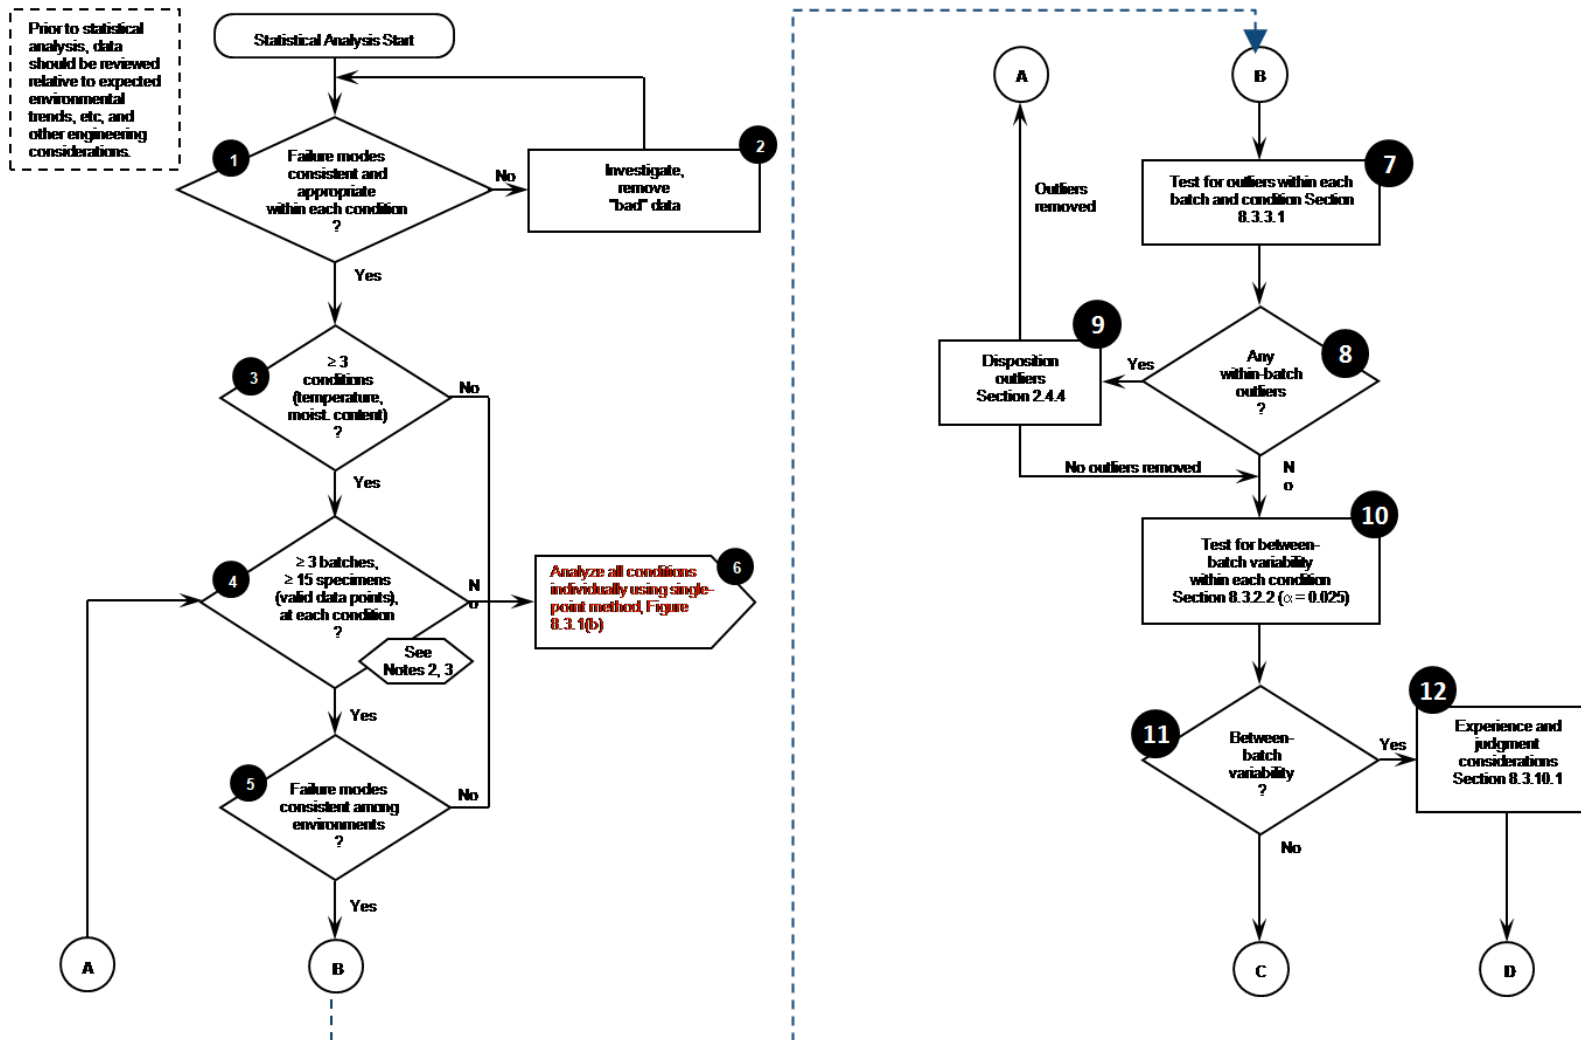 Prior to statistical
analysis, data
should be reviewed
relative to expected
environmental
trends, etc, and
other engineering
considerations.
Statistical Analysis Start
1
Failure modes
consistent and
appropriate
within each condition
?
No
2
Investigate,
remove
"bad" data
Yes
3
≥ 3
conditions
(temperature,
moist. content)
?
No
Yes
4
≥ 3 batches,
≥ 15 specimens
(valid data points),
at each condition
?
N
o
See
Notes 2, 3
6
Analyze all conditions
individually using single-
point method, Figure
8.3.1(b)
Yes
5
Failure modes
consistent among
environments
?
No
Yes
A
B
A
B
Outliers
removed
7
Test for outliers within each
batch and condition Section
8.3.3.1
8
Any
within-batch
outliers
?
Yes
9
Disposition
outliers
Section 2.4.4
No outliers removed
N
o
10
Test for between-
batch variability
within each condition
Section 8.3.2.2 (α = 0.025)
11
Between-
batch
variability
?
Yes
12
Experience and
judgment
considerations
Section 8.3.10.1
No
C
D